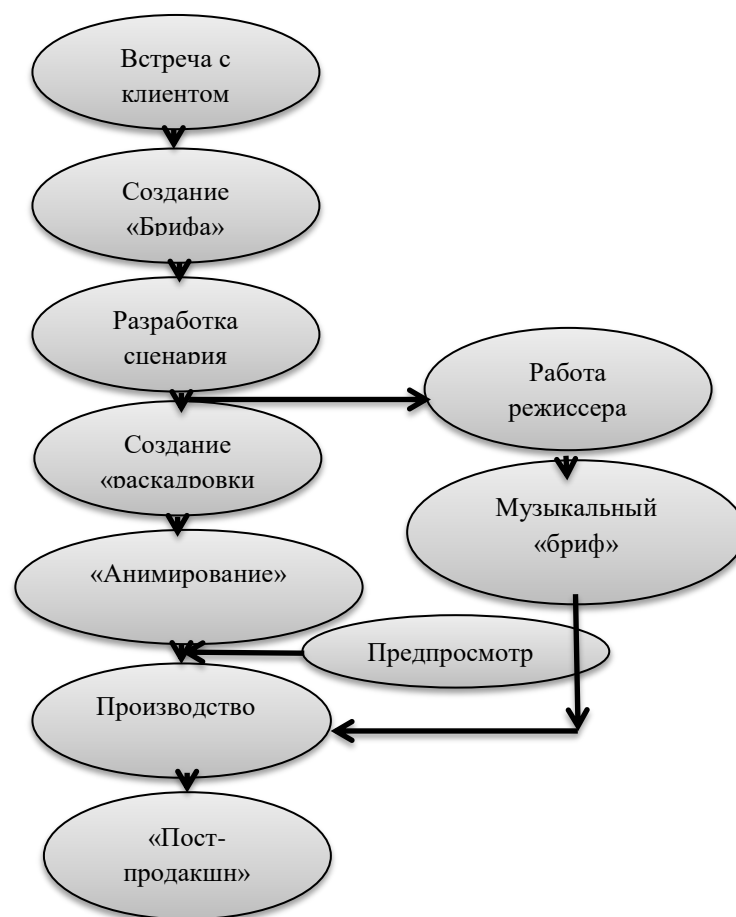 Встреча с
клиентом
Создание
«Брифа»
Разработка
сценария
Работа
режиссера
Создание
«раскадровки
Музыкальный
«бриф»
«Анимирование»
Предпросмотр
Производство
«Пост-
продакшн»